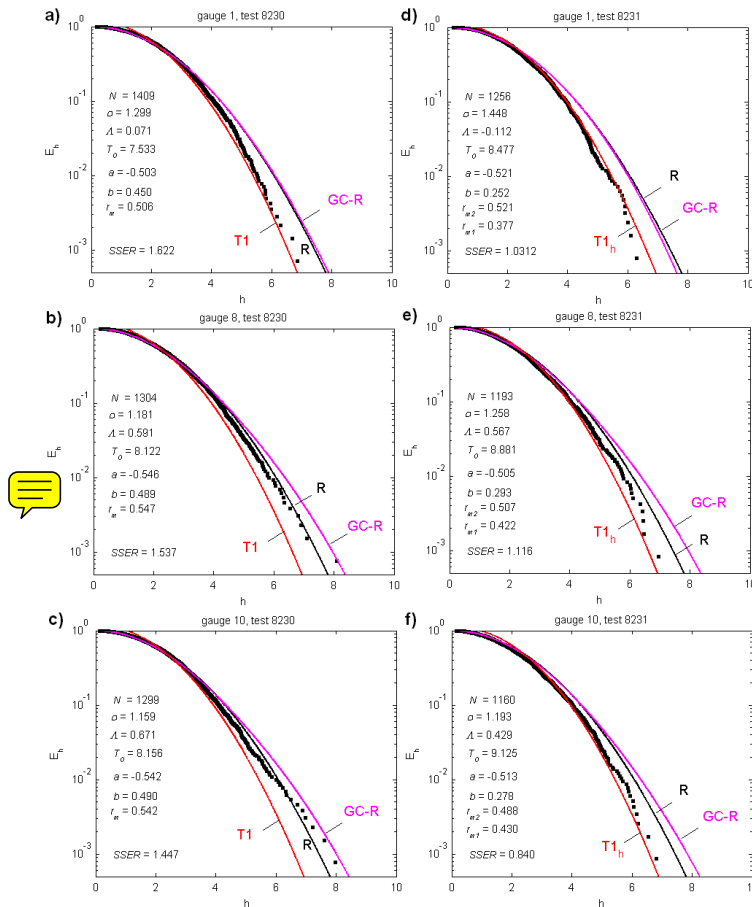 a)
gauge 1, test 8230
10^0
10^-1
10^-2
10^-3
E_h
N = 1409
σ = 1.299
Λ = 0.071
T_0 = 7.533
a = -0.503
b = 0.450
r_m = 0.506
SSER = 1.622
GC-R
T1
R
0 2 4 6 8 10
h
d)
gauge 1, test 8231
10^0
10^-1
10^-2
10^-3
E_h
N = 1256
σ = 1.448
Λ = -0.112
T_0 = 8.477
a = -0.521
b = 0.252
r_m2 = 0.521
r_m1 = 0.377
SSER = 1.0312
R
GC-R
T1_h
0 2 4 6 8 10
h
b)
gauge 8, test 8230
10^0
10^-1
10^-2
10^-3
E_h
N = 1304
σ = 1.181
Λ = 0.591
T_0 = 8.122
a = -0.546
b = 0.489
r_m = 0.547
SSER = 1.537
R
GC-R
T1
0 2 4 6 8 10
h
e)
gauge 8, test 8231
10^0
10^-1
10^-2
10^-3
E_h
N = 1193
σ = 1.258
Λ = 0.567
T_0 = 8.881
a = -0.505
b = 0.293
r_m2 = 0.507
r_m1 = 0.422
SSER = 1.116
GC-R
R
T1_h
0 2 4 6 8 10
h
c)
gauge 10, test 8230
10^0
10^-1
10^-2
10^-3
E_h
N = 1299
σ = 1.159
Λ = 0.671
T_0 = 8.156
a = -0.542
b = 0.490
r_m = 0.542
SSER = 1.447
GC-R
T1
R
0 2 4 6 8 10
h
f)
gauge 10, test 8231
10^0
10^-1
10^-2
10^-3
E_h
N = 1160
σ = 1.193
Λ = 0.429
T_0 = 9.125
a = -0.513
b = 0.278
r_m2 = 0.488
r_m1 = 0.430
SSER = 0.840
R
GC-R
T1_h
0 2 4 6 8 10
h